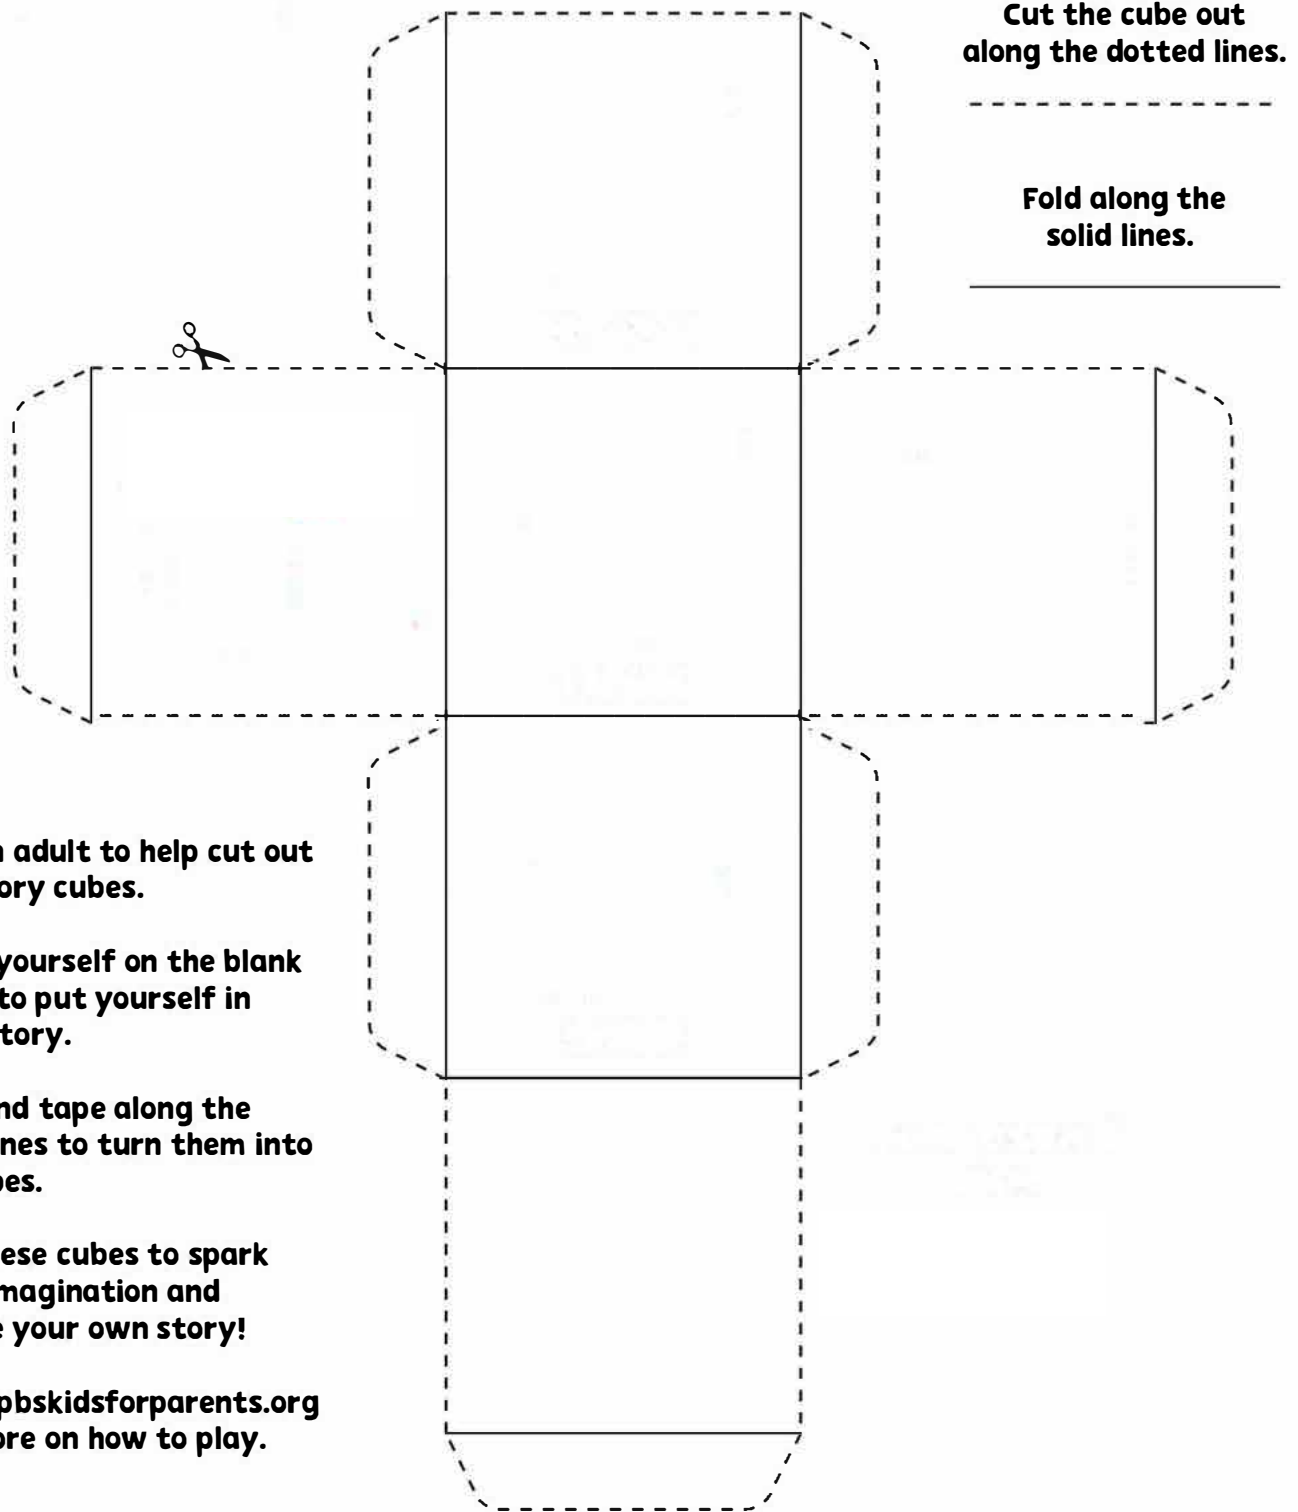 Cut the cube out
along the dotted lines.
Fold along the
solid lines.
n adult to help cut out
ory cubes.
yourself on the blank
to put yourself in
tory.
nd tape along the
nes to turn them into
bes.
ese cubes to spark
magination and
e your own story!
pbskidsforparents.org
ore on how to play.